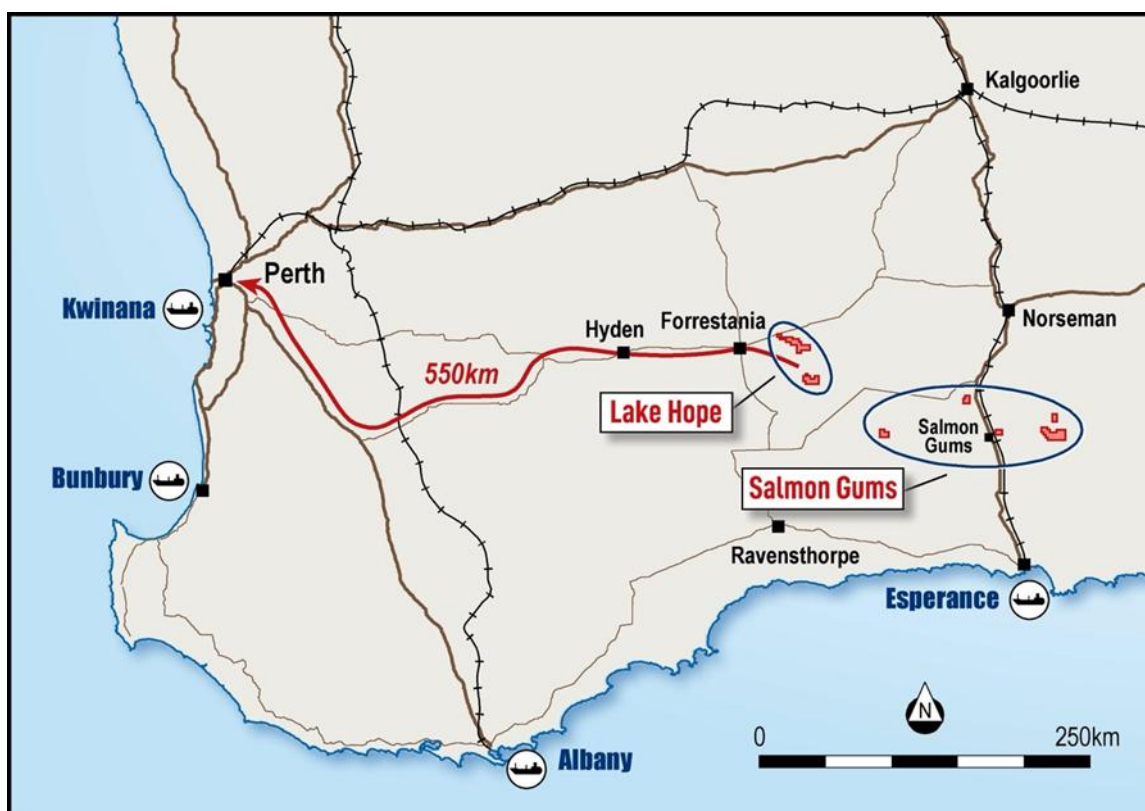 Kalgoorlie
Perth
Kwinana
Hyden
Forrestania
Norseman
550km
Lake Hope
Salmon
Gums
Bunbury
Salmon Gums
Ravensthorpe
Esperance
N
0
250km
Albany